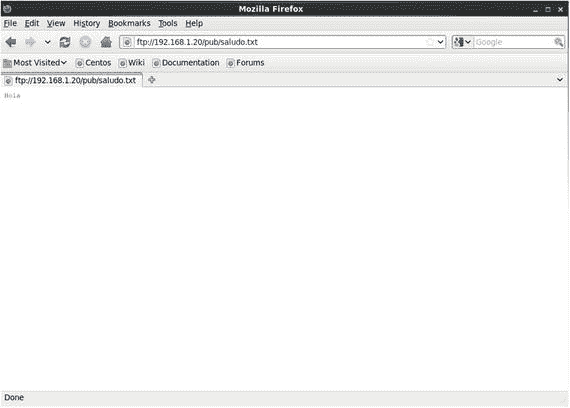 Mozilla Firefox
File Edit View History Bookmarks Tools Help
ftp://192.168.1.20/pub/saludo.txt Google
Most Visited Centos Wiki Documentation Forums
ftp://192.168.1.20/pub/saludo.txt
Hola
Done